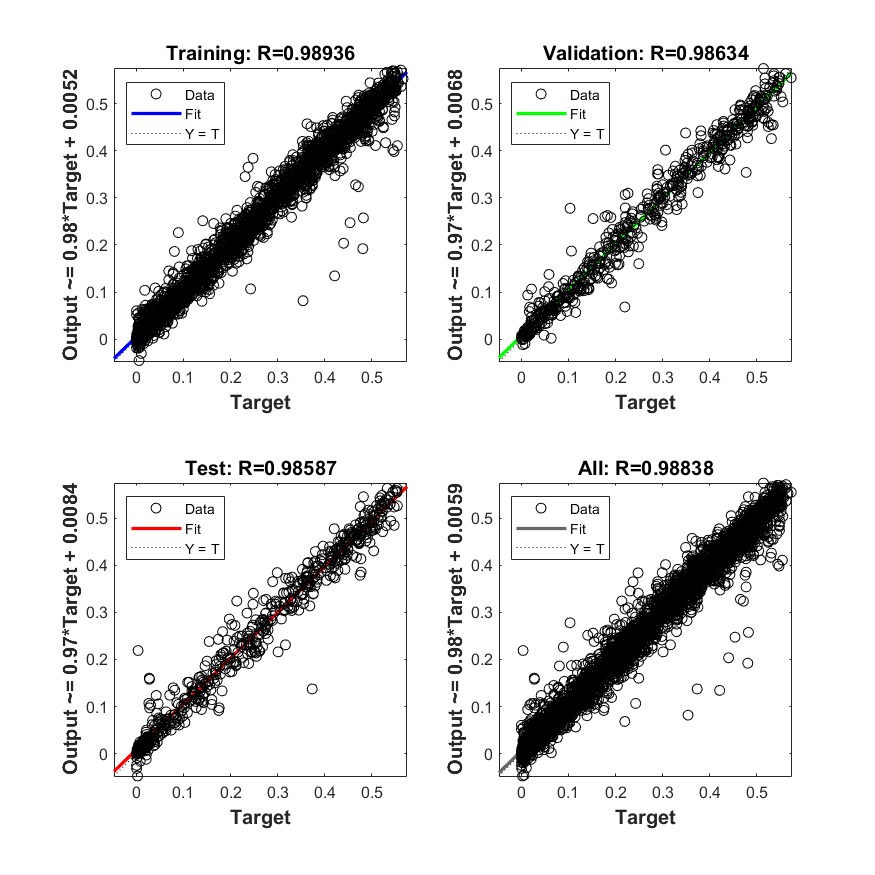 Training: R=0.98936
Output ~= 0.98*Target + 0.0052
0.5
0.4
0.3
0.2
0.1
0
Data
Fit
Y = T
0 0.1 0.2 0.3 0.4 0.5
Target
Validation: R=0.98634
Output ~= 0.97*Target + 0.0068
0.5
0.4
0.3
0.2
0.1
0
Data
Fit
Y = T
0 0.1 0.2 0.3 0.4 0.5
Target
Test: R=0.98587
Output ~= 0.97*Target + 0.0084
0.5
0.4
0.3
0.2
0.1
0
Data
Fit
Y = T
0 0.1 0.2 0.3 0.4 0.5
Target
All: R=0.98838
Output ~= 0.98*Target + 0.0059
0.5
0.4
0.3
0.2
0.1
0
Data
Fit
Y = T
0 0.1 0.2 0.3 0.4 0.5
Target